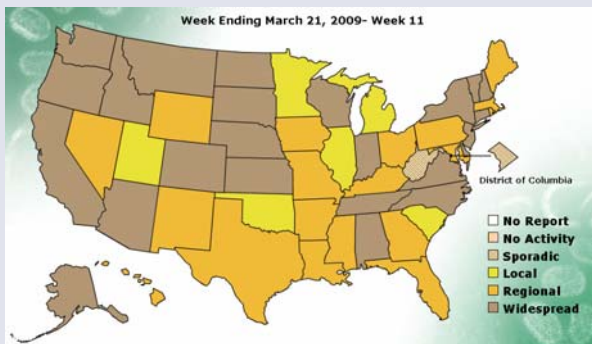 Week Ending March 21, 2009- Week 11
District of Columbia
No Report
No Activity
Sporadic
Local
Regional
Widespread